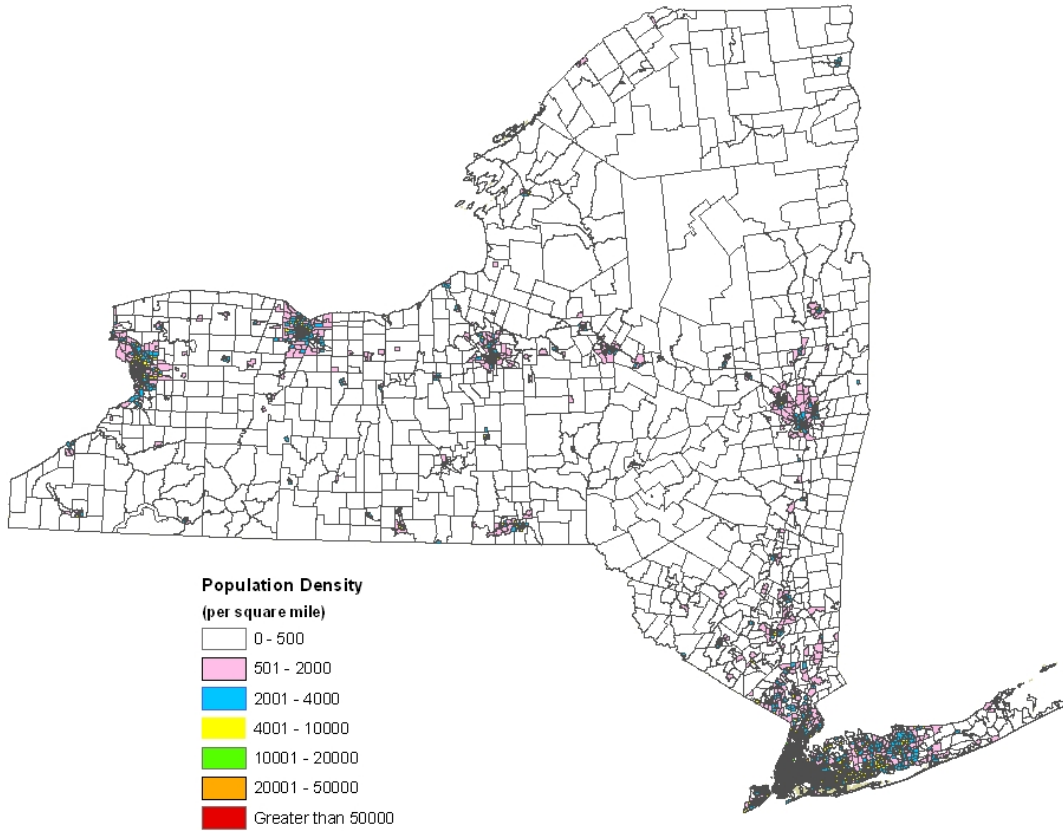 Population Density
(per square mile)
0 - 500
501 - 2000
2001 - 4000
4001 - 10000
10001 - 20000
20001 - 50000
Greater than 50000